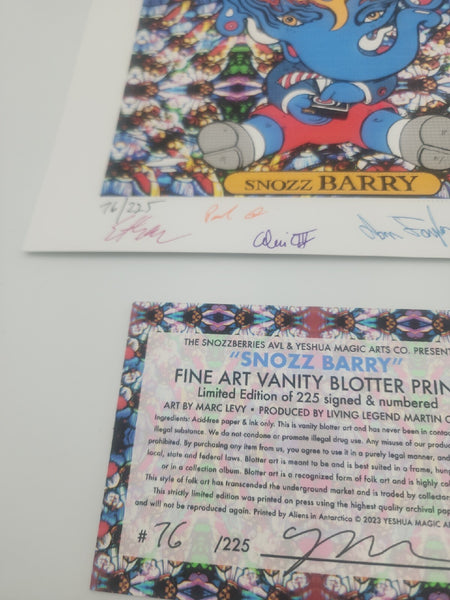 SNOZZ BARRY
76/225
THE SNOZZBERRIES AVL & YESHUA MAGIC ARTS CO. PRESENT
"SNOZZ BARRY"
FINE ART VANITY BLOTTER PRIN
Limited Edition of 225 signed & numbered
ART BY MARC LEVY • PRODUCED BY LIVING LEGEND MARTIN
Ingredients: Acid-free paper & ink only. This is vanity blotter art and has never been in contac
illegal substance. We do not condone or promote illegal drug use. Any misuse of our produc
prohibited. By purchasing any item from us, you agree to use it in a purely legal manner, and
local, state and federal laws. Blotter art is meant to be and is best suited in a frame, hung
or in a collection album. Blotter art is a recognized form of folk art and is highly col
This style of folk art has transcended the underground market and is traded by collector
This strictly limited edition was printed on press using the highest quality archival pape
and will not be reproduced again. Printed by Aliens in Antarctica © 2023 YESHUA MAGIC AR
# 76 /225